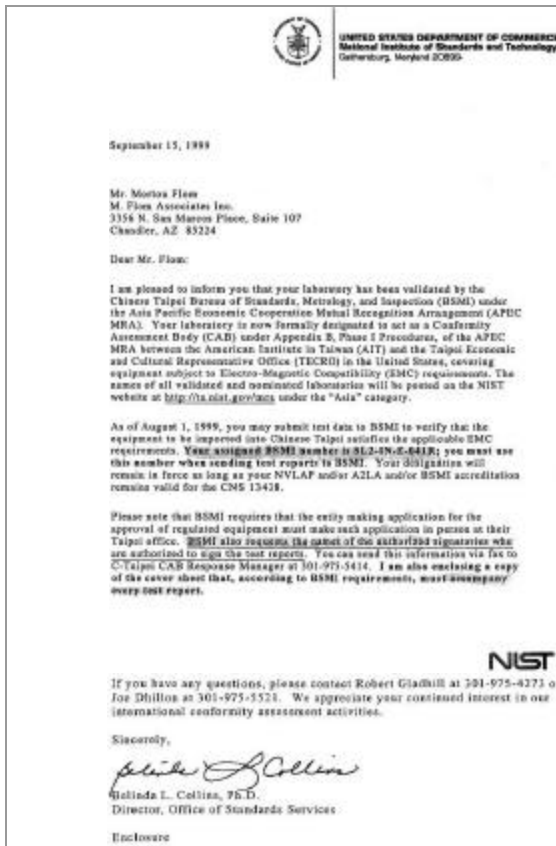 UNITED STATES DEPARTMENT OF COMMERCE
National Institute of Standards and Technology
Gaithersburg, Maryland 20899-
September 15, 1999
Mr. Morton Flom
M. Flom Associates Inc.
3356 N. San Marcos Place, Suite 107
Chandler, AZ 85224
Dear Mr. Flom:
I am pleased to inform you that your laboratory has been validated by the
Chinese Taipei Bureau of Standards, Metrology, and Inspection (BSMI) under
the Asia Pacific Economic Cooperation Mutual Recognition Arrangement (APEC
MRA). Your laboratory is now formally designated to act as a Conformity
Assessment Body (CAB) under Appendix B, Phase I Procedures, of the APEC
MRA between the American Institute in Taiwan (AIT) and the Taipei Economic
and Cultural Representative Office (TECRO) in the United States, covering
equipment subject to Electro-Magnetic Compatibility (EMC) requirements. The
names of all validated and nominated laboratories will be posted on the NIST
website at http://ts.nist.gov/mra under the "Asia" category.
As of August 1, 1999, you may submit test data to BSMI to verify that the
equipment to be imported into Chinese Taipei satisfies the applicable EMC
requirements. Your assigned BSMI number is SL2-IN-E-041R; you must use
this number when sending test reports to BSMI. Your designation will
remain in force as long as your NVLAP and/or A2LA and/or BSMI accreditation
remains valid for the CNS 13438.
Please note that BSMI requires that the entity making application for the
approval of regulated equipment must make such application in person at their
Taipei office. BSMI also requests the names of the authorized signatories who
are authorized to sign the test reports. You can send this information via fax to
C-Taipei CAB Response Manager at 301-975-5414. I am also enclosing a copy
of the cover sheet that, according to BSMI requirements, must accompany
every test report.
NIST
If you have any questions, please contact Robert Gladhill at 301-975-4273 o
Joe Dhillon at 301-975-5521. We appreciate your continued interest in our
international conformity assessment activities.
Sincerely,
Belinda L Collins
Belinda L. Collins, Ph.D.
Director, Office of Standards Services
Enclosure